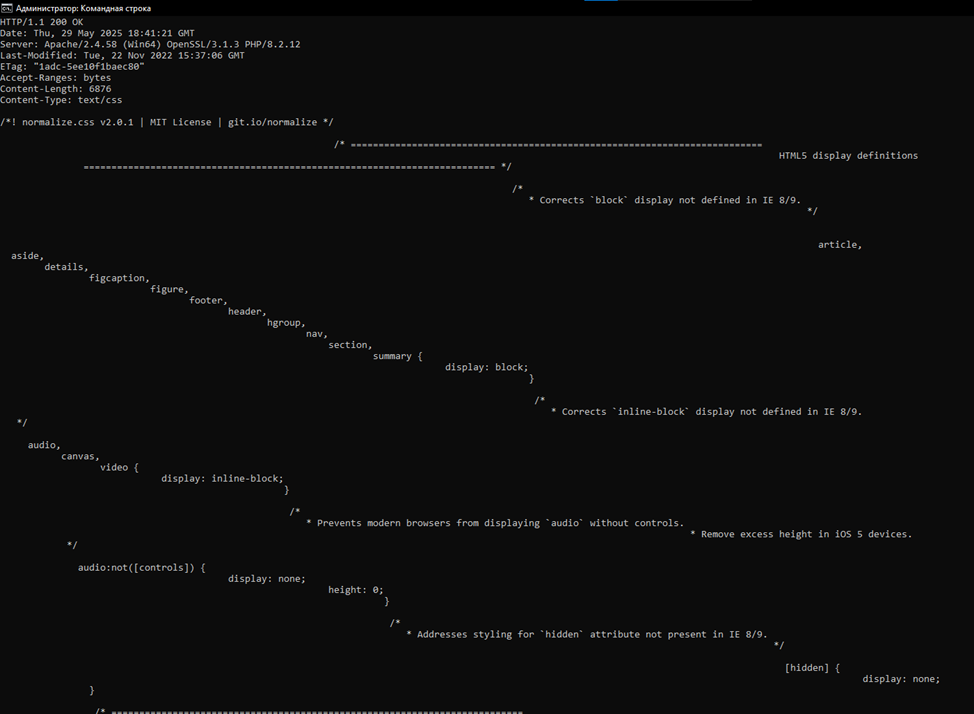 Администратор: Командная строка
HTTP/1.1 200 OK
Date: Thu, 29 May 2025 18:41:21 GMT
Server: Apache/2.4.58 (Win64) OpenSSL/3.1.3 PHP/8.2.12
Last-Modified: Tue, 22 Nov 2022 15:37:06 GMT
ETag: "1adc-5ee10f1baec80"
Accept-Ranges: bytes
Content-Length: 6876
Content-Type: text/css
/*! normalize.css v2.0.1 | MIT License | git.io/normalize */
/* ==========================================================================
HTML5 display definitions
========================================================================== */
/*
* Corrects `block` display not defined in IE 8/9.
*/
article,
aside,
details,
figcaption,
figure,
footer,
header,
hgroup,
nav,
section,
summary {
display: block;
}
/*
* Corrects `inline-block` display not defined in IE 8/9.
*/
audio,
canvas,
video {
display: inline-block;
}
/*
* Prevents modern browsers from displaying `audio` without controls.
* Remove excess height in iOS 5 devices.
*/
audio:not([controls]) {
display: none;
height: 0;
}
/*
* Addresses styling for `hidden` attribute not present in IE 8/9.
*/
[hidden] {
display: none;
}
/* ==========================================================================